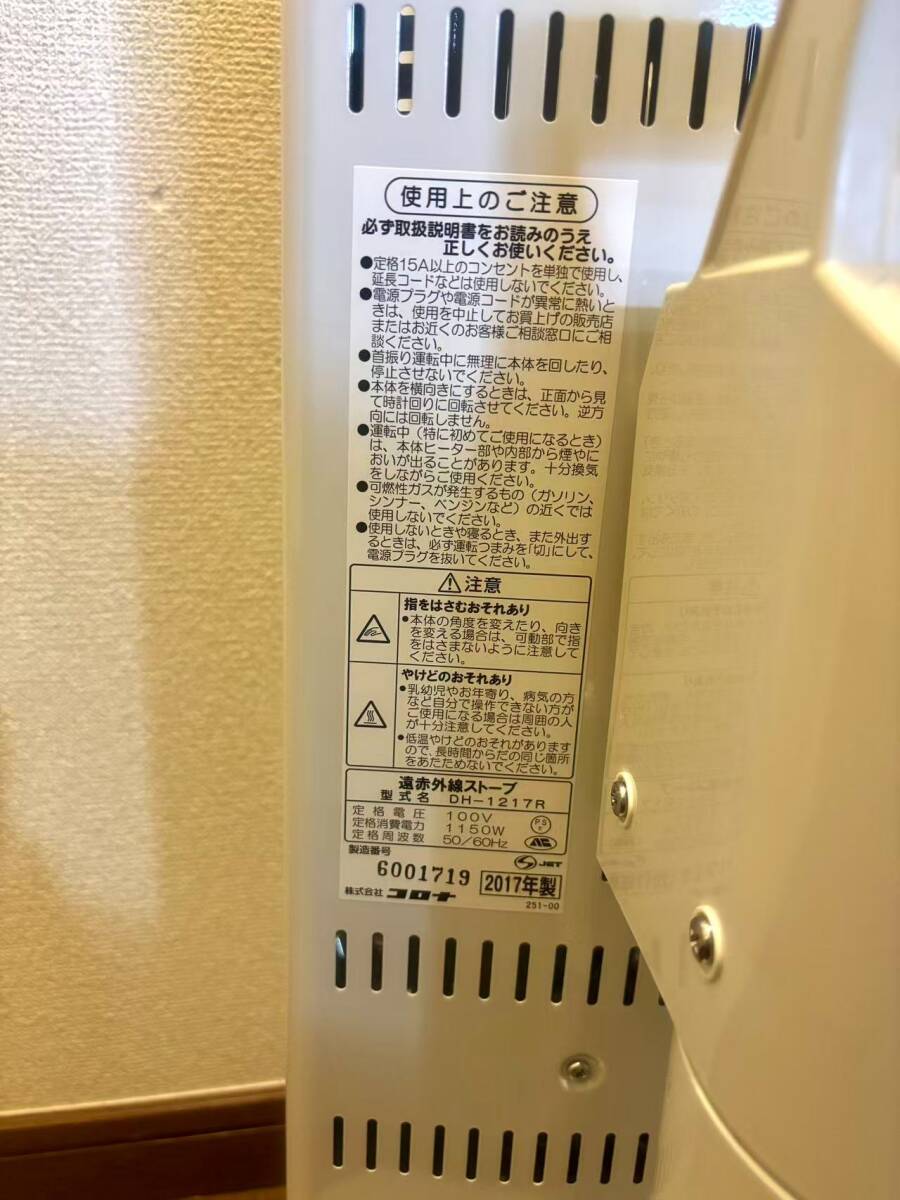 使用上のご注意
必ず取扱説明書をお読みのうえ
正しくお使いください。
●定格15A以上のコンセントを単独で使用し、
延長コードなどは使用しないでください。
●電源プラグや電源コードが異常に熱いと
きは、使用を中止してお買上げの販売店
またはお近くのお客様ご相談窓口にご相
談ください。
●首振り運転中に無理に本体を回したり、
停止させないでください。
●本体を横向きにするときは、正面から見
て時計回りに回転させてください。逆方
向には回転しません。
●運転中（特に初めてご使用になるとき）
は、本体ヒーター部や内部から煙やに
おいが出ることがあります。十分換気
をしながらご使用ください。
●可燃性ガスが発生するもの（ガソリン、
シンナー、ベンジンなど）の近くでは
使用しないでください。
●使用しないときや寝るとき、また外出す
るときは、必ず運転つまみを「切」にして、
電源プラグを抜いてください。
⚠注意
指をはさむおそれあり
●本体の角度を変えたり、向き
を変える場合は、可動部で指
をはさまないように注意して
ください。
やけどのおそれあり
●乳幼児やお年寄り、病気の方
など自分で操作できない方が
ご使用になる場合は周囲の人
が十分注意してください。
●低温やけどのおそれがあります
ので、長時間からだの同じ箇所
をあたためないでください。
遠赤外線ストーブ
型式名 DH-1217R
定格電圧 100V
定格消費電力 1150W
定格周波数 50/60Hz
PS
E
JET
製造番号
6001719 2017年製
株式会社 コロナ
251-00